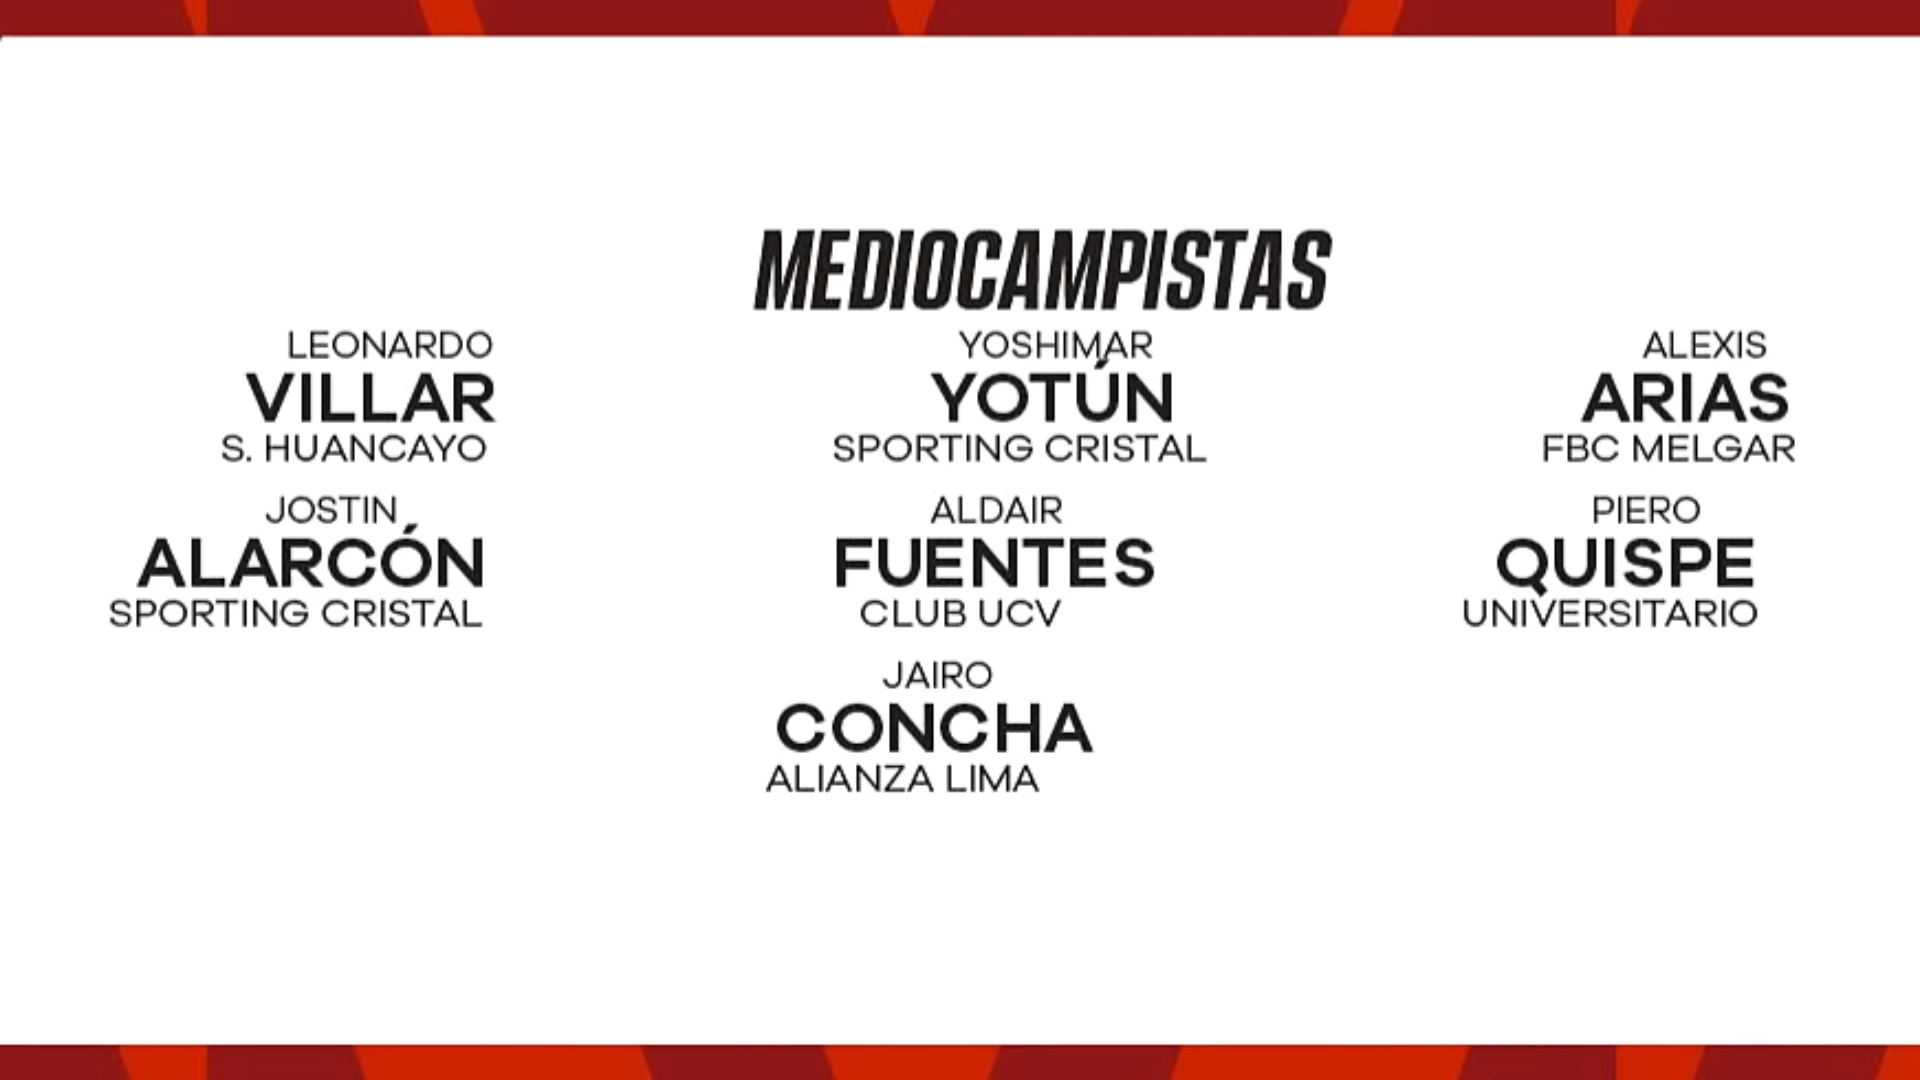 MEDIOCAMPISTAS
LEONARDO
VILLAR
S. HUANCAYO
YOSHIMAR
YOTÚN
SPORTING CRISTAL
ALEXIS
ARIAS
FBC MELGAR
JOSTIN
ALARCÓN
SPORTING CRISTAL
ALDAIR
FUENTES
CLUB UCV
PIERO
QUISPE
UNIVERSITARIO
JAIRO
CONCHA
ALIANZA LIMA